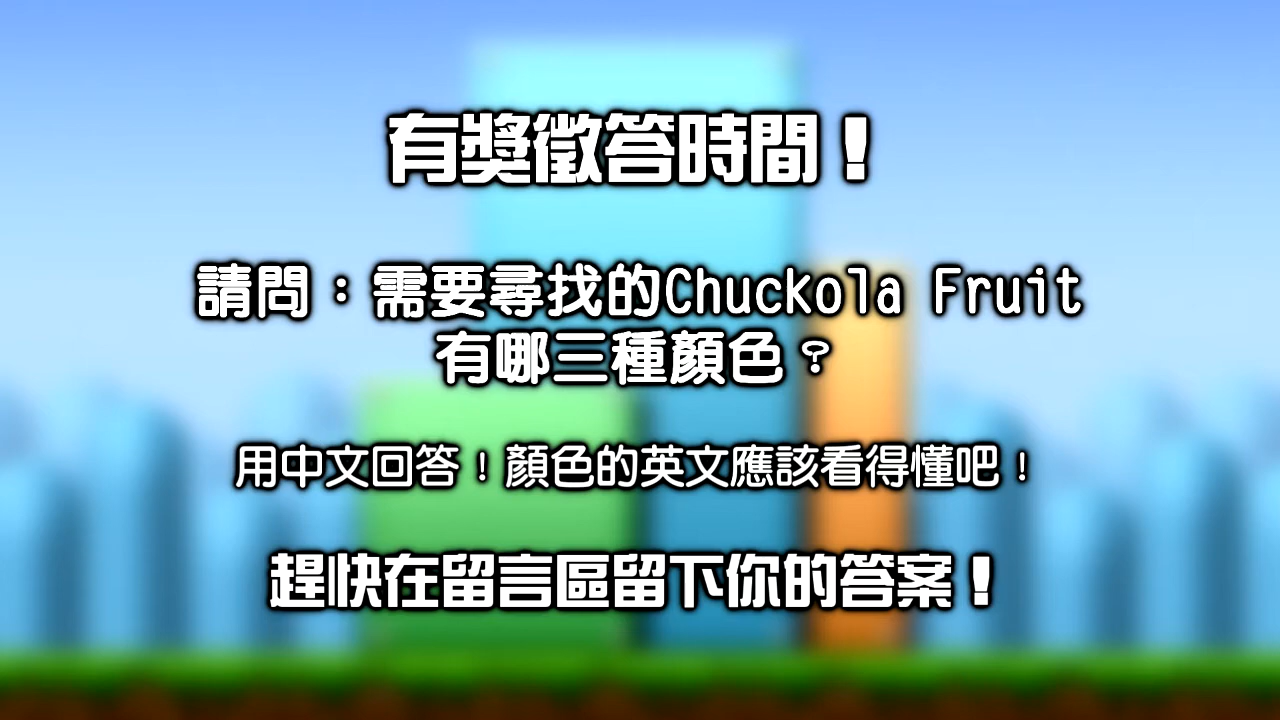 有獎徵答時間！
請問：需要尋找的Chuckola Fruit
有哪三種顏色？
用中文回答！顏色的英文應該看得懂吧！
趕快在留言區留下你的答案！